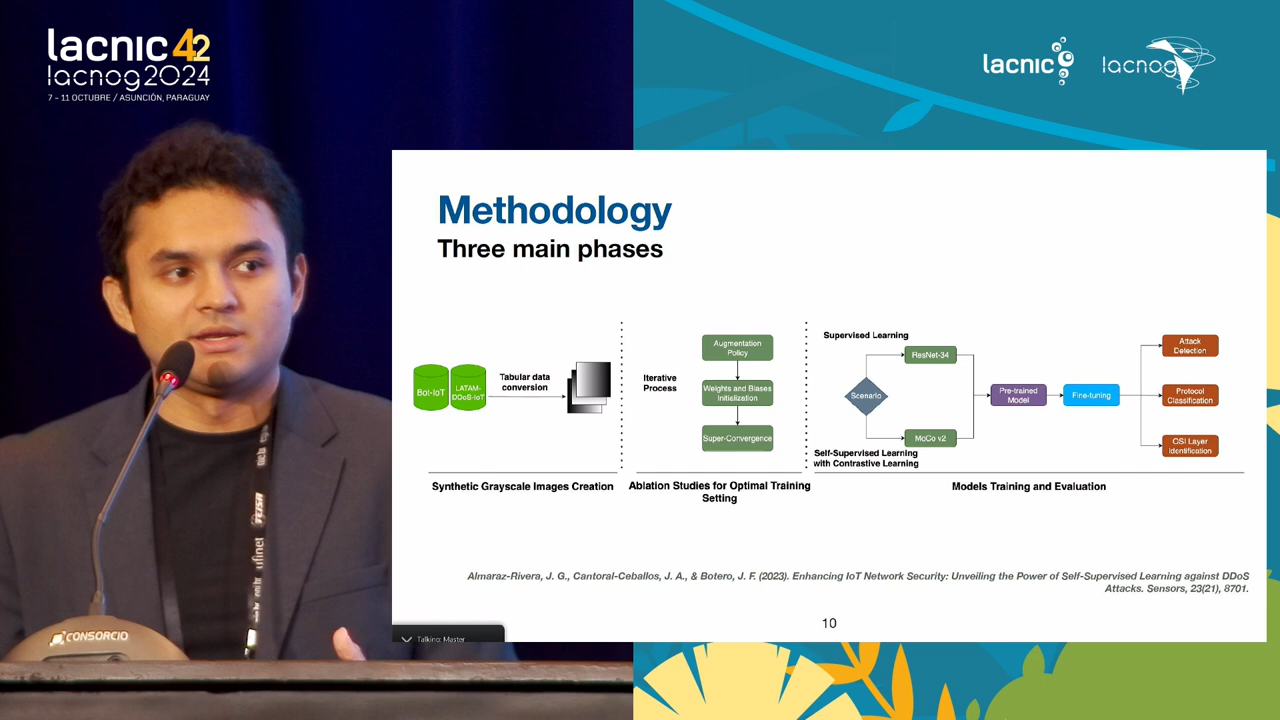 lacnic 42
lacnog2024
7 - 11 OCTUBRE / ASUNCIÓN, PARAGUAY
lacnic
lacnog
Methodology
Three main phases
Bot-IoT
LATAM-
DDoS-IoT
Tabular data
conversion
Iterative
Process
Augmentation
Policy
Weights and Biases
Initialization
Super-Convergence
Supervised Learning
ResNet-34
Scenario
MoCo v2
Self-Supervised Learning
with Contrastive Learning
Pre-trained
Model
Fine-tuning
Attack
Detection
Protocol
Classification
OSI Layer
Identification
Synthetic Grayscale Images Creation
Ablation Studies for Optimal Training
Setting
Models Training and Evaluation
Almaraz-Rivera, J. G., Cantoral-Ceballos, J. A., & Botero, J. F. (2023). Enhancing IoT Network Security: Unveiling the Power of Self-Supervised Learning against DDoS
Attacks. Sensors, 23(21), 8701.
10
Talking: Master
CONSORCIO
ufinet